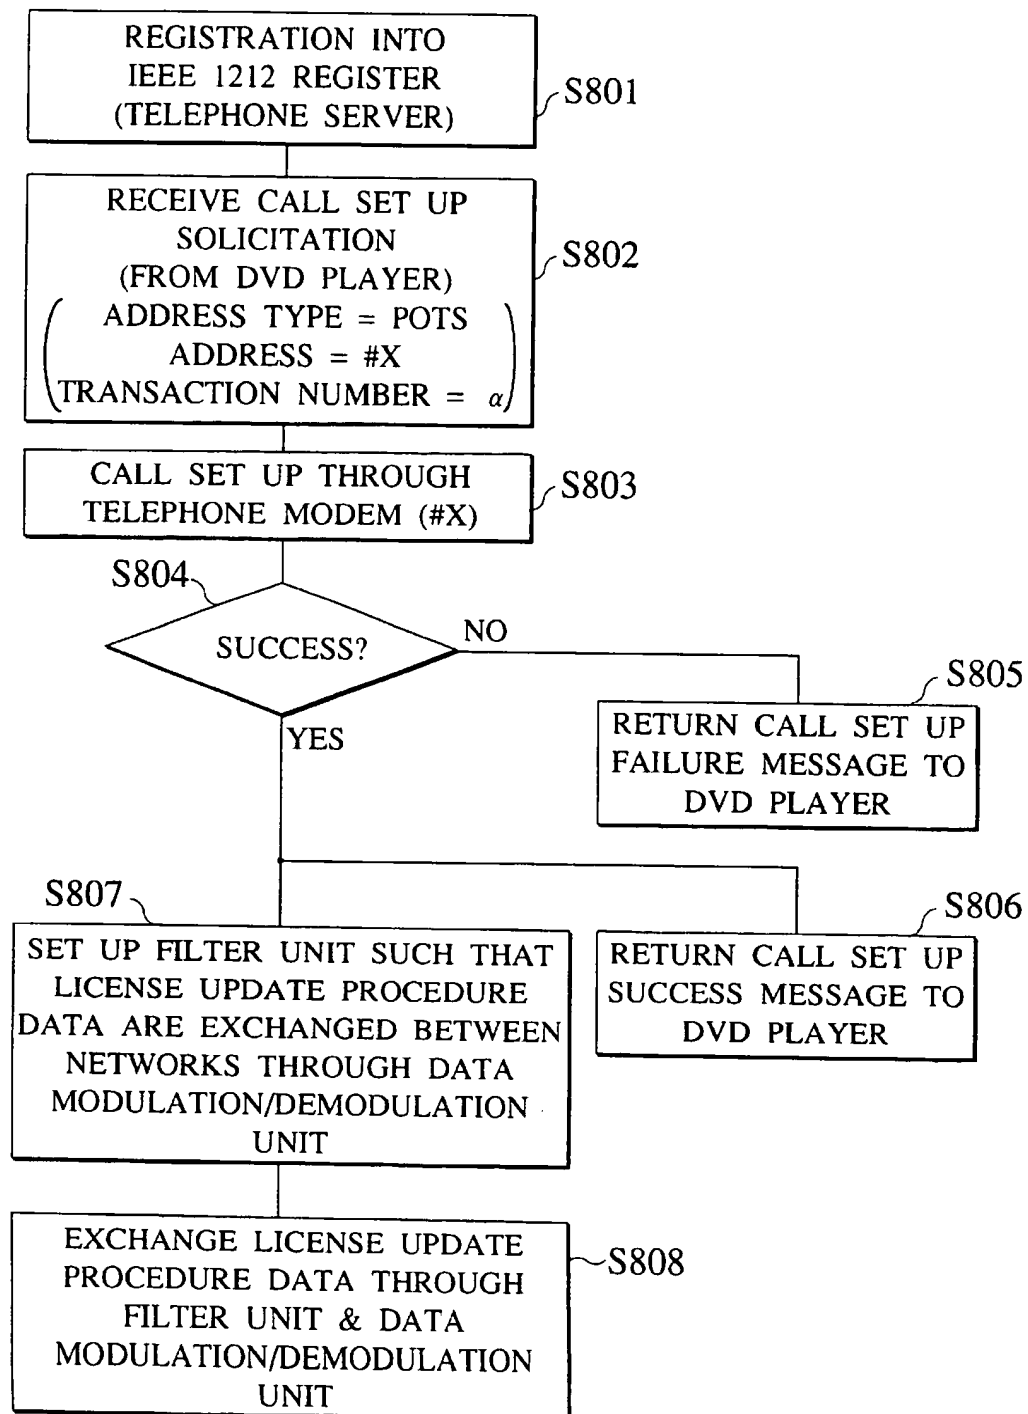 REGISTRATION INTO
IEEE 1212 REGISTER
(TELEPHONE SERVER)
S801
RECEIVE CALL SET UP
SOLICITATION
(FROM DVD PLAYER)
ADDRESS TYPE = POTS
ADDRESS = #X
TRANSACTION NUMBER = α
S802
CALL SET UP THROUGH
TELEPHONE MODEM (#X)
S803
S804
SUCCESS?
NO
YES
S805
RETURN CALL SET UP
FAILURE MESSAGE TO
DVD PLAYER
S807
SET UP FILTER UNIT SUCH THAT
LICENSE UPDATE PROCEDURE
DATA ARE EXCHANGED BETWEEN
NETWORKS THROUGH DATA
MODULATION/DEMODULATION
UNIT
S806
RETURN CALL SET UP
SUCCESS MESSAGE TO
DVD PLAYER
EXCHANGE LICENSE UPDATE
PROCEDURE DATA THROUGH
FILTER UNIT & DATA
MODULATION/DEMODULATION
UNIT
S808